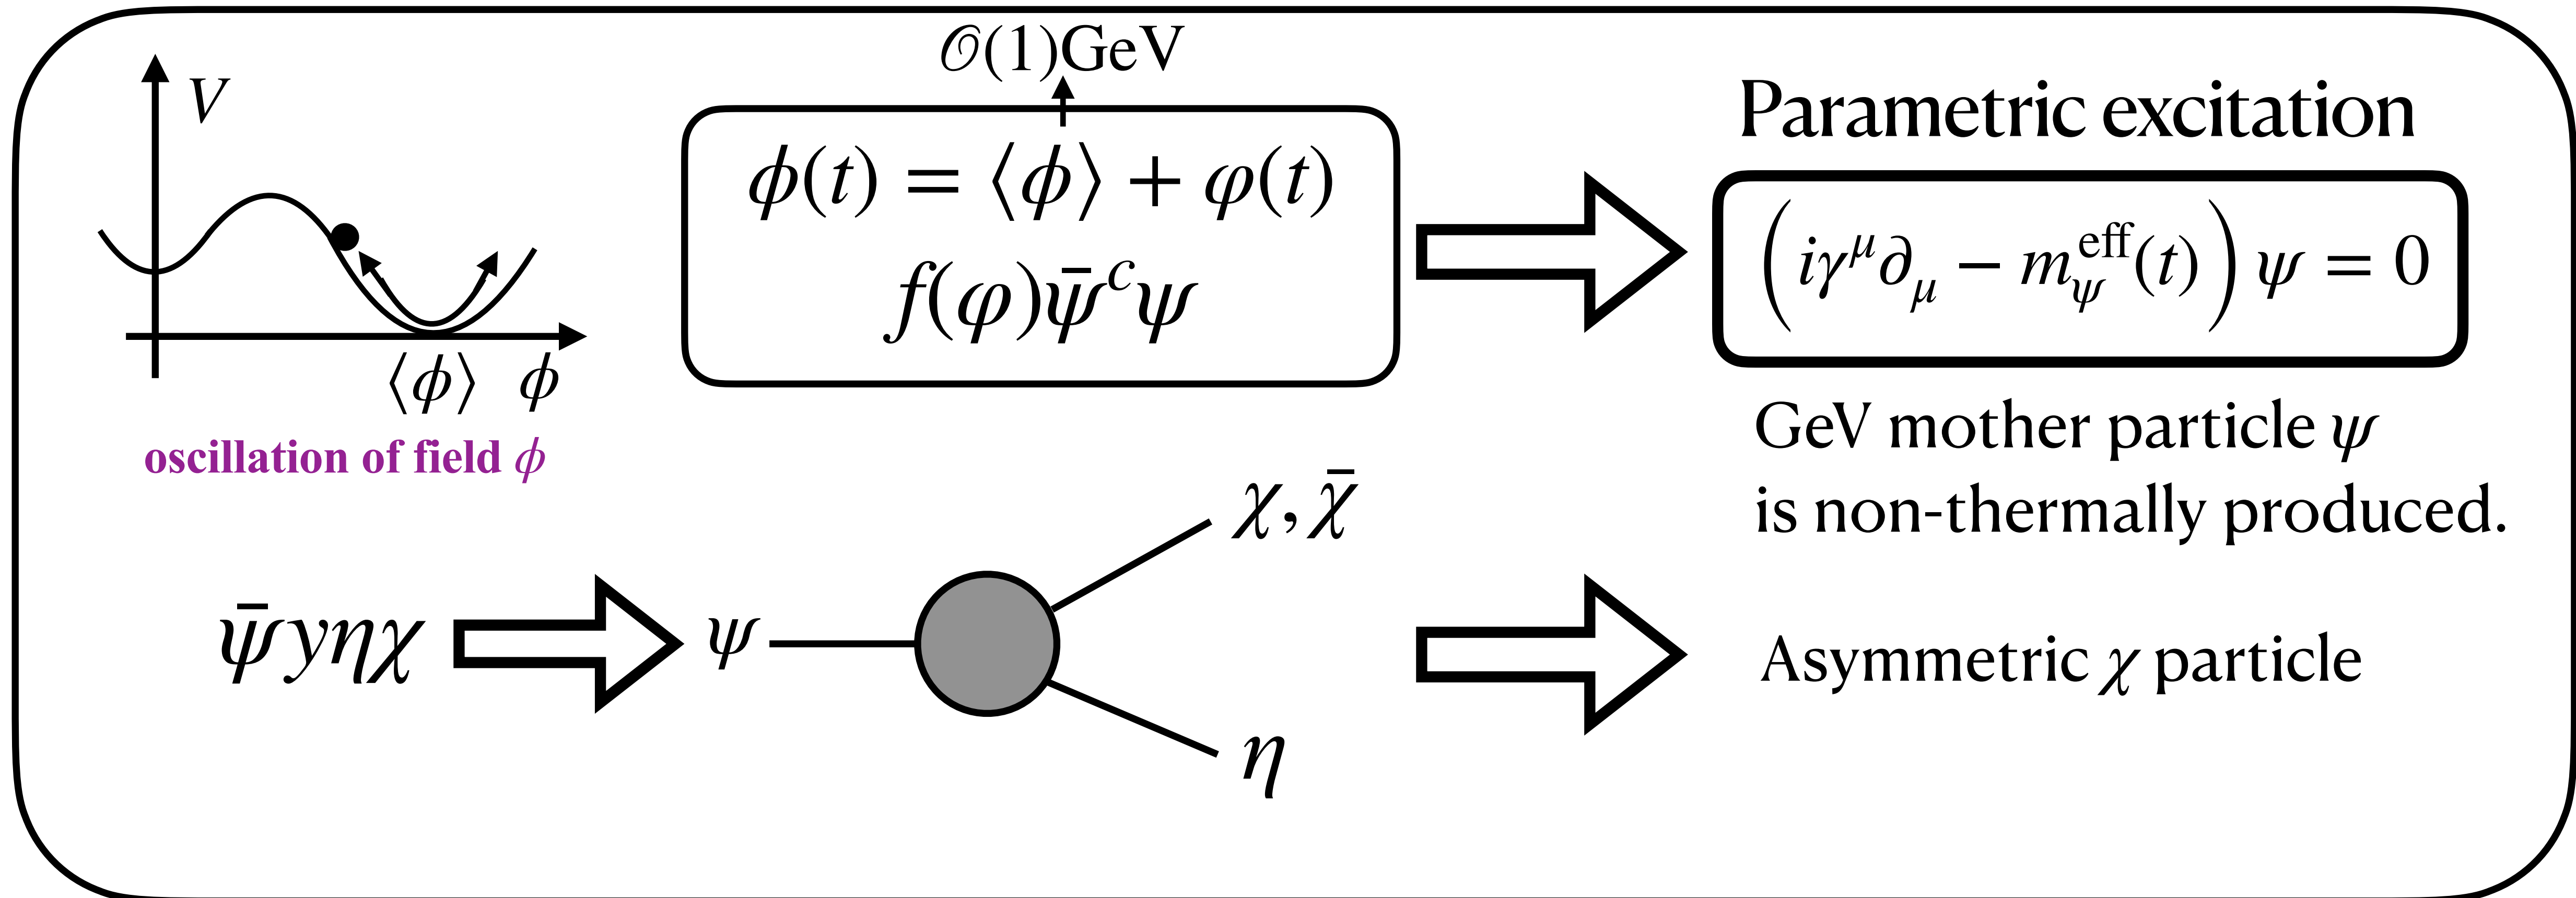 V
⟨ϕ⟩ ϕ
oscillation of field ϕ
𝒪(1)GeV
ϕ(t) = ⟨ϕ⟩ + φ(t)
f(φ)ψ̄ᶜψ
Parametric excitation
(iγ^μ∂_μ − m_ψ^eff(t)) ψ = 0
GeV mother particle ψ
is non-thermally produced.
ψ̄yηχ
ψ
χ, χ̄
η
Asymmetric χ particle